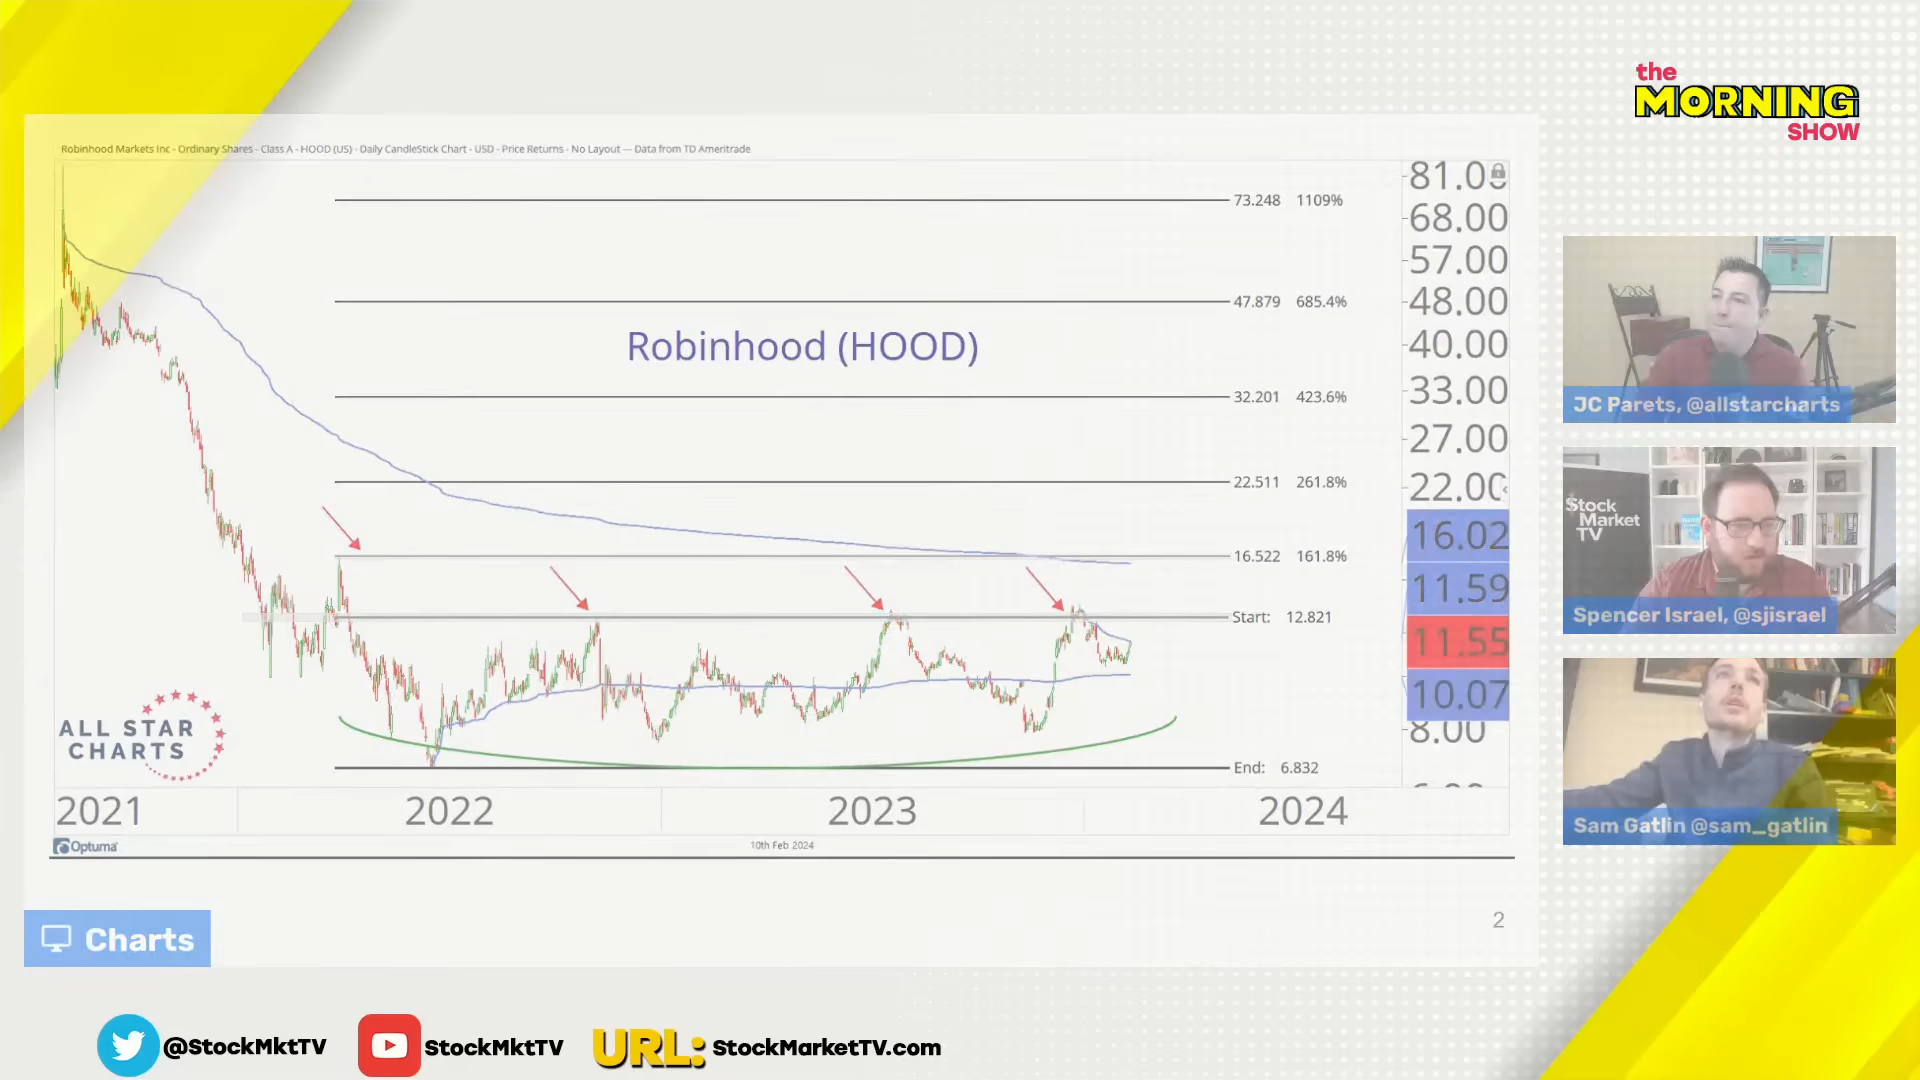 the
MORNING
SHOW
Robinhood Markets Inc - Ordinary Shares - Class A - HOOD (US) - Daily CandleStick Chart - USD - Price Returns - No Layout — Data from TD Ameritrade
73.248 1109%
47.879 685.4%
Robinhood (HOOD)
32.201 423.6%
22.511 261.8%
16.522 161.8%
Start: 12.821
End: 6.832
81.00
68.00
57.00
48.00
40.00
33.00
27.00
22.00
16.02
11.59
11.55
10.07
8.00
ALL STAR
CHARTS
2021 2022 2023 2024
Optuma
10th Feb 2024
2
Charts
JC Parets, @allstarcharts
Stock
Market
TV
Spencer Israel, @sjisrael
Sam Gatlin @sam_gatlin
@StockMktTV
StockMktTV
URL: StockMarketTV.com